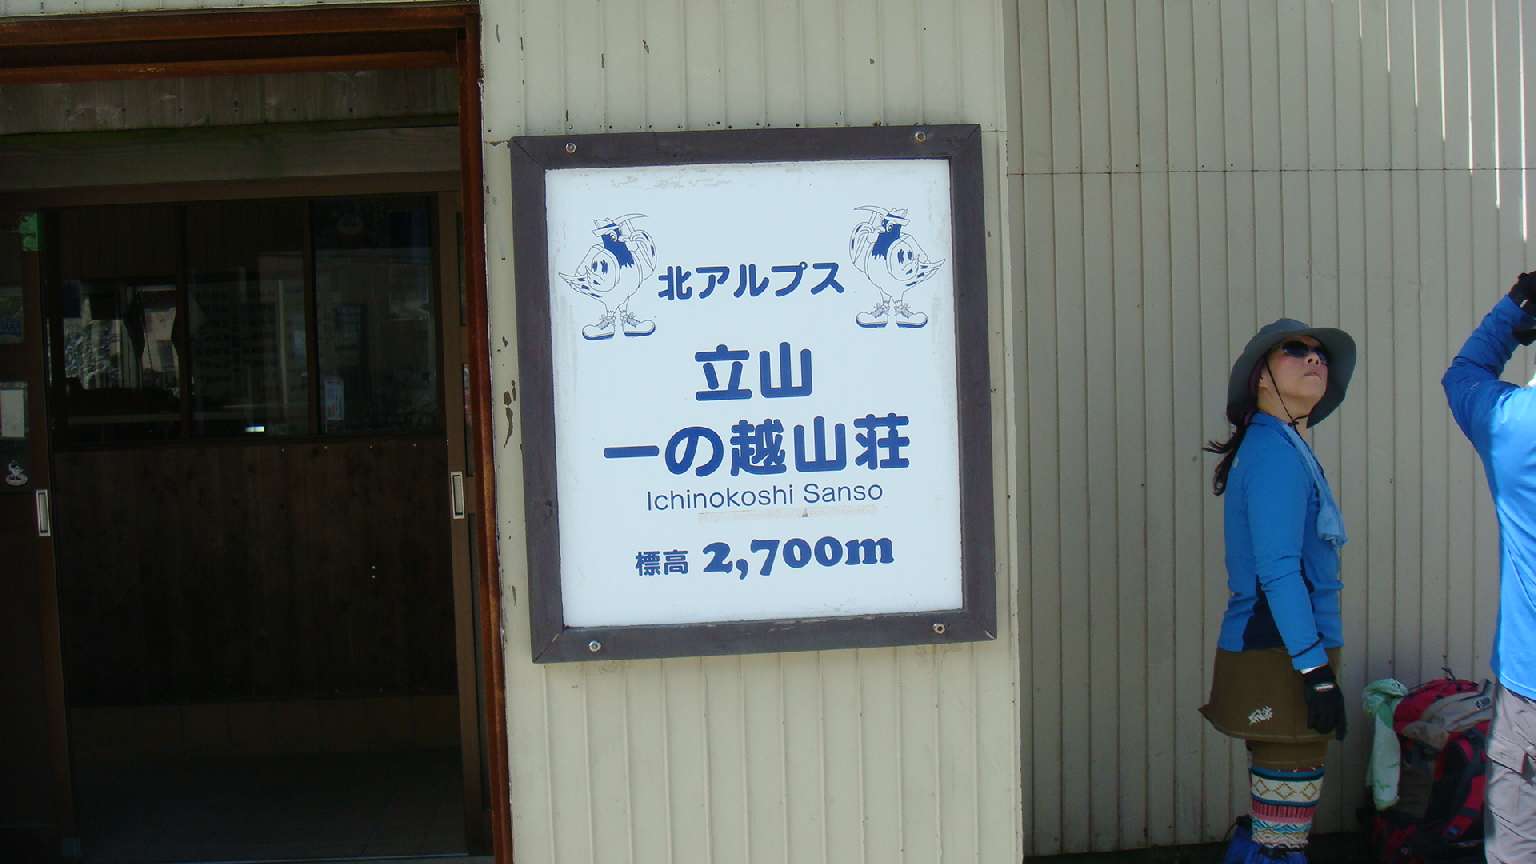 北アルプス
立山
一の越山荘
Ichinokoshi Sanso
標高 2,700m